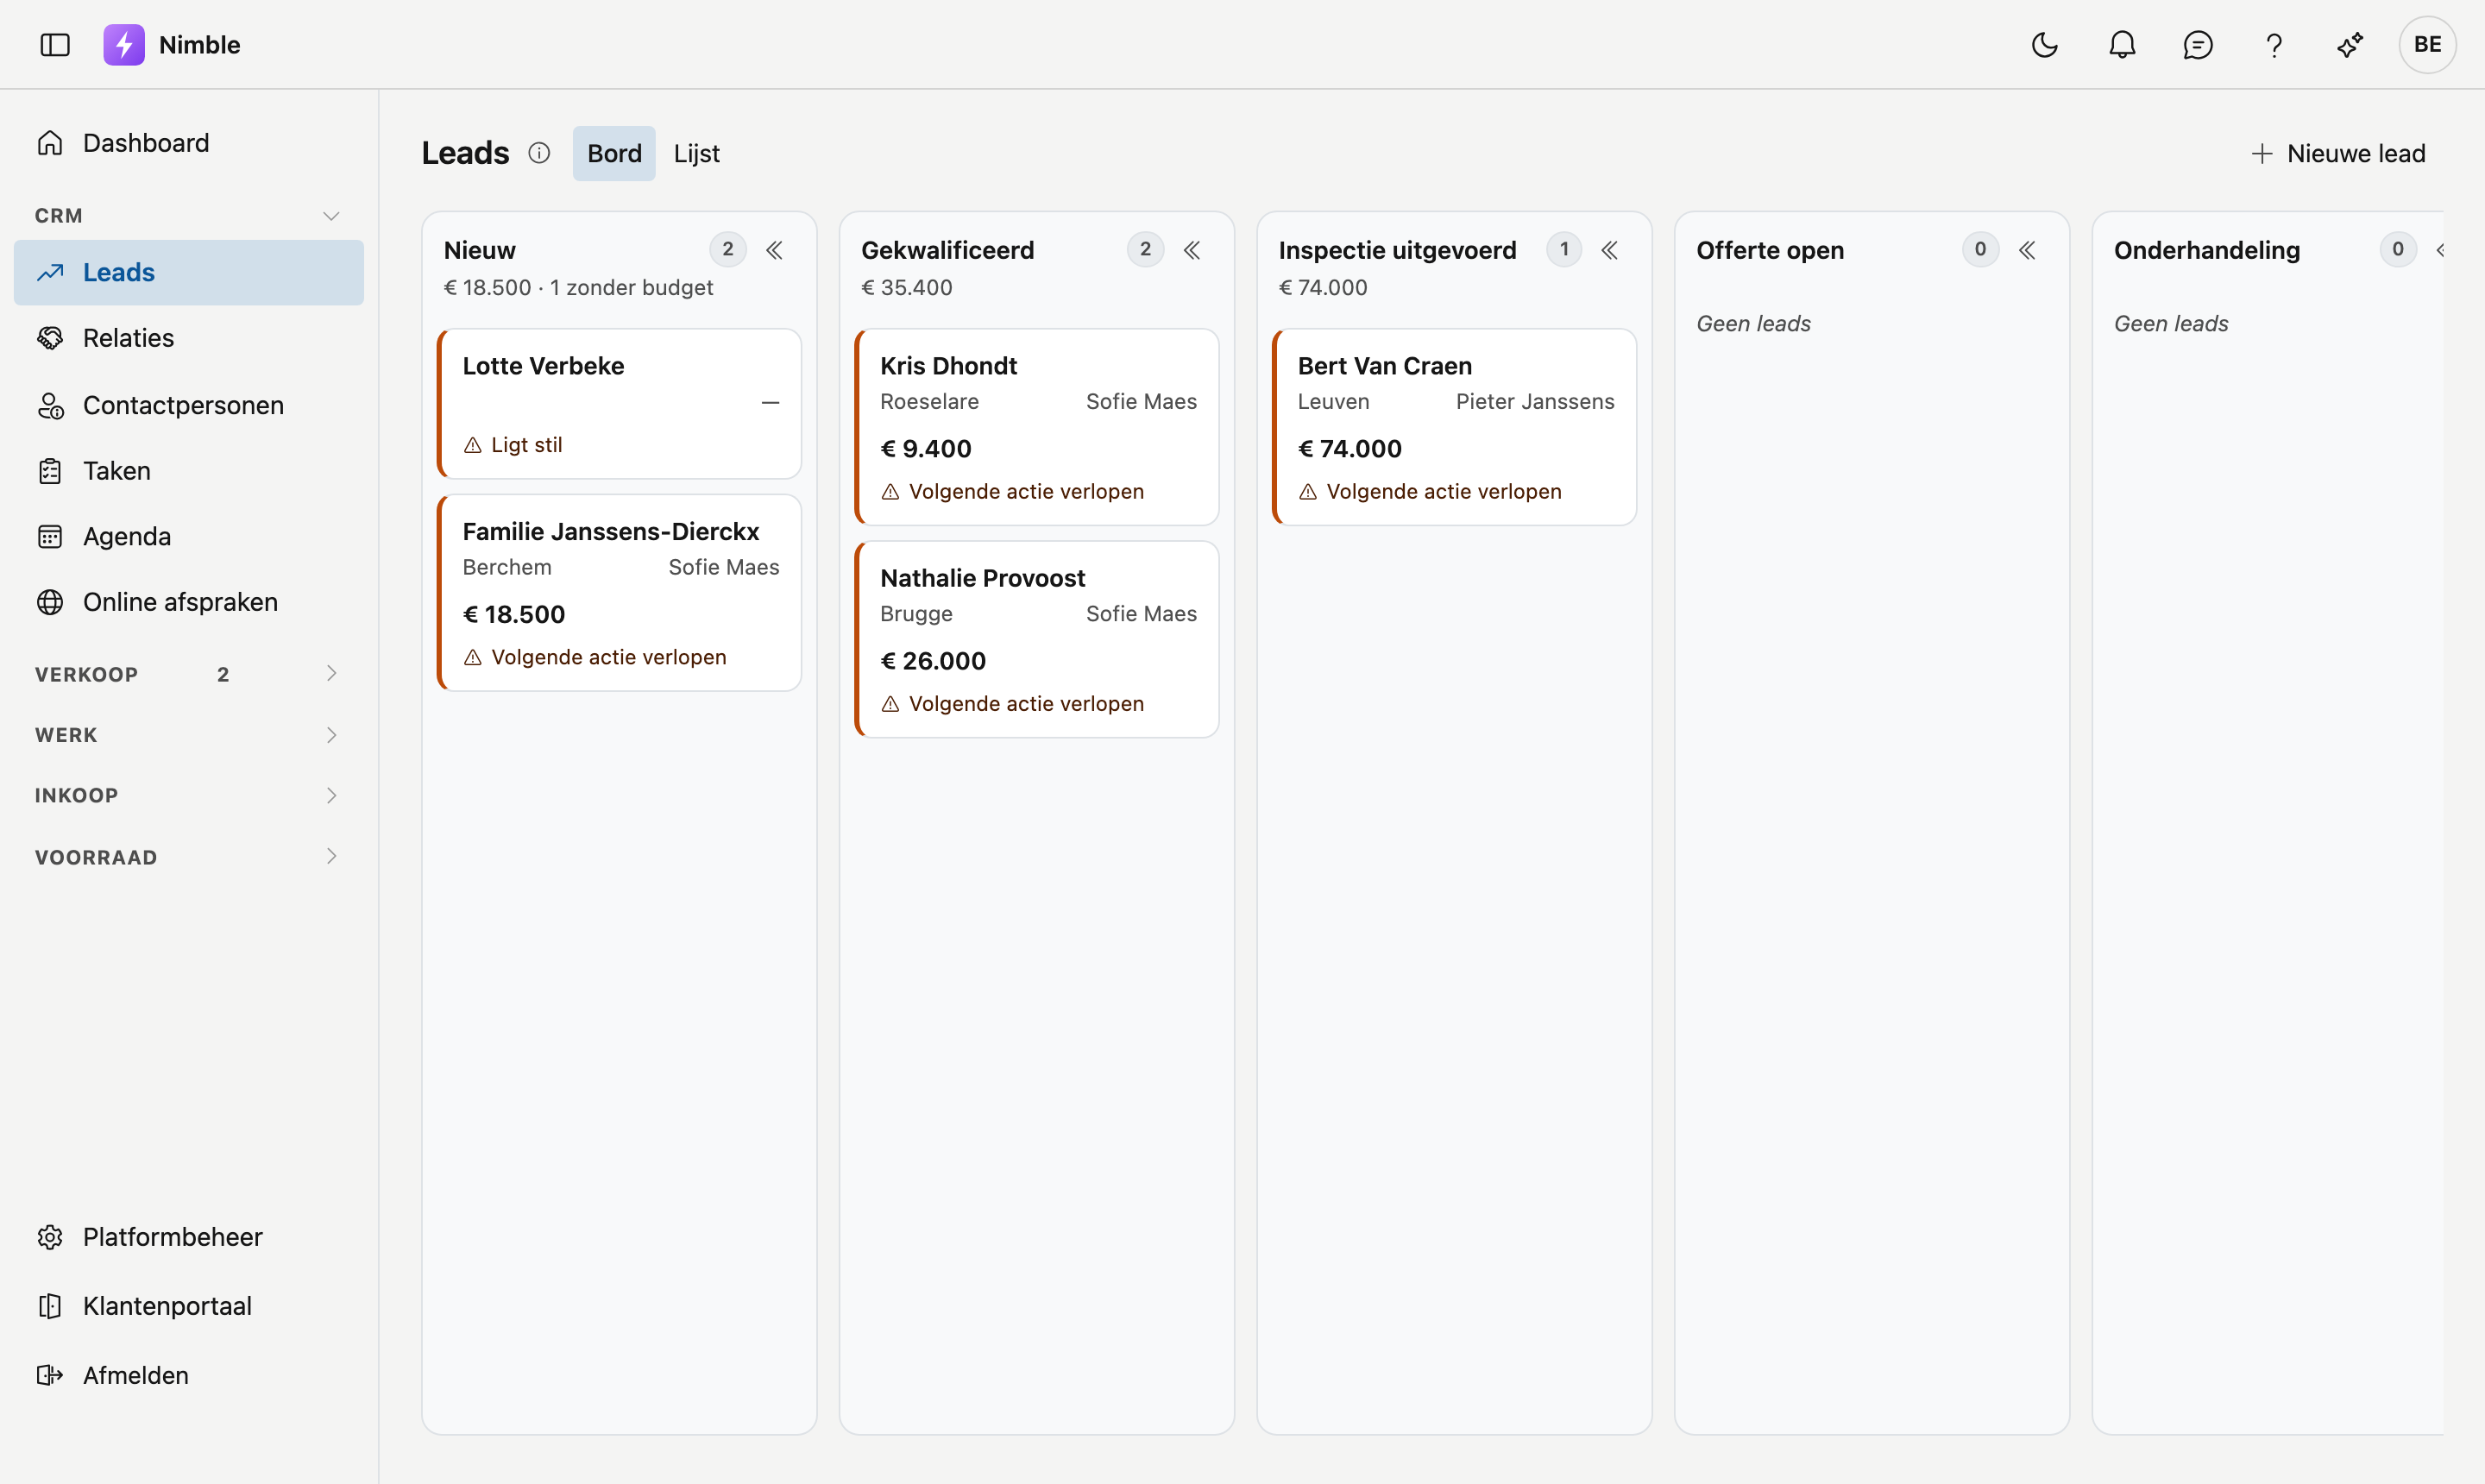 Nimble
BE
Dashboard
CRM
Leads
Relaties
Contactpersonen
Taken
Agenda
Online afspraken
VERKOOP 2
WERK
INKOOP
VOORRAAD
Platformbeheer
Klantenportaal
Afmelden
Leads Bord Lijst
Nieuwe lead
Nieuw 2
€ 18.500 · 1 zonder budget
Lotte Verbeke
—
Ligt stil
Familie Janssens-Dierckx
Berchem Sofie Maes
€ 18.500
Volgende actie verlopen
Gekwalificeerd 2
€ 35.400
Kris Dhondt
Roeselare Sofie Maes
€ 9.400
Volgende actie verlopen
Nathalie Provoost
Brugge Sofie Maes
€ 26.000
Volgende actie verlopen
Inspectie uitgevoerd 1
€ 74.000
Bert Van Craen
Leuven Pieter Janssens
€ 74.000
Volgende actie verlopen
Offerte open 0
Geen leads
Onderhandeling 0
Geen leads